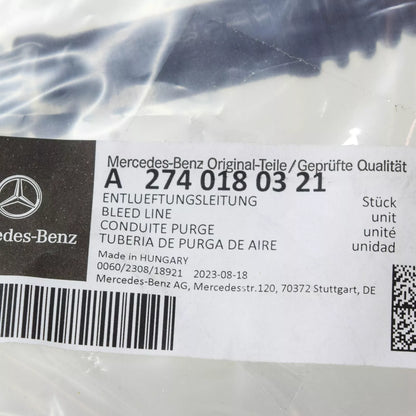 Mercedes-Benz Original-Teile/Geprüfte Qualität
A 274 018 03 21
ENTLUEFTUNGSLEITUNG Stück
BLEED LINE unit
CONDUITE PURGE unité
TUBERIA DE PURGA DE AIRE unidad
Made in HUNGARY
0060/2308/18921 2023-08-18
Mercedes-Benz AG, Mercedesstr.120, 70372 Stuttgart, DE
edes-Benz